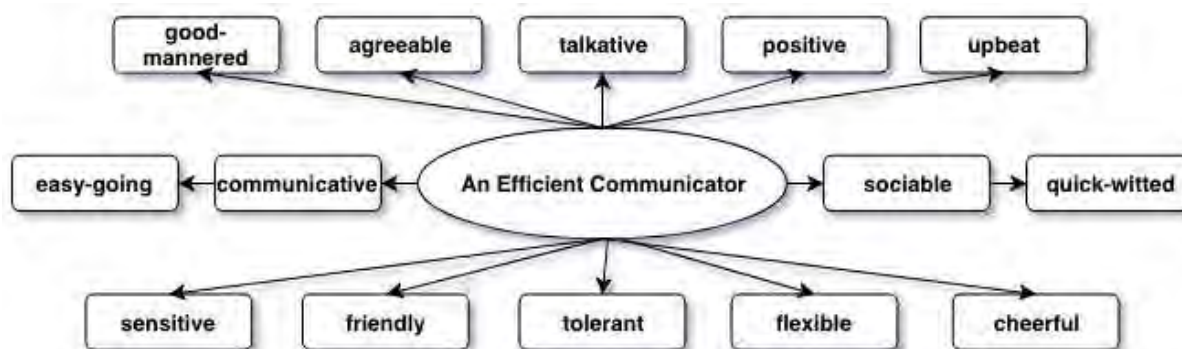 good-
mannered
agreeable
talkative
positive
upbeat
easy-going
communicative
An Efficient Communicator
sociable
quick-witted
sensitive
friendly
tolerant
flexible
cheerful